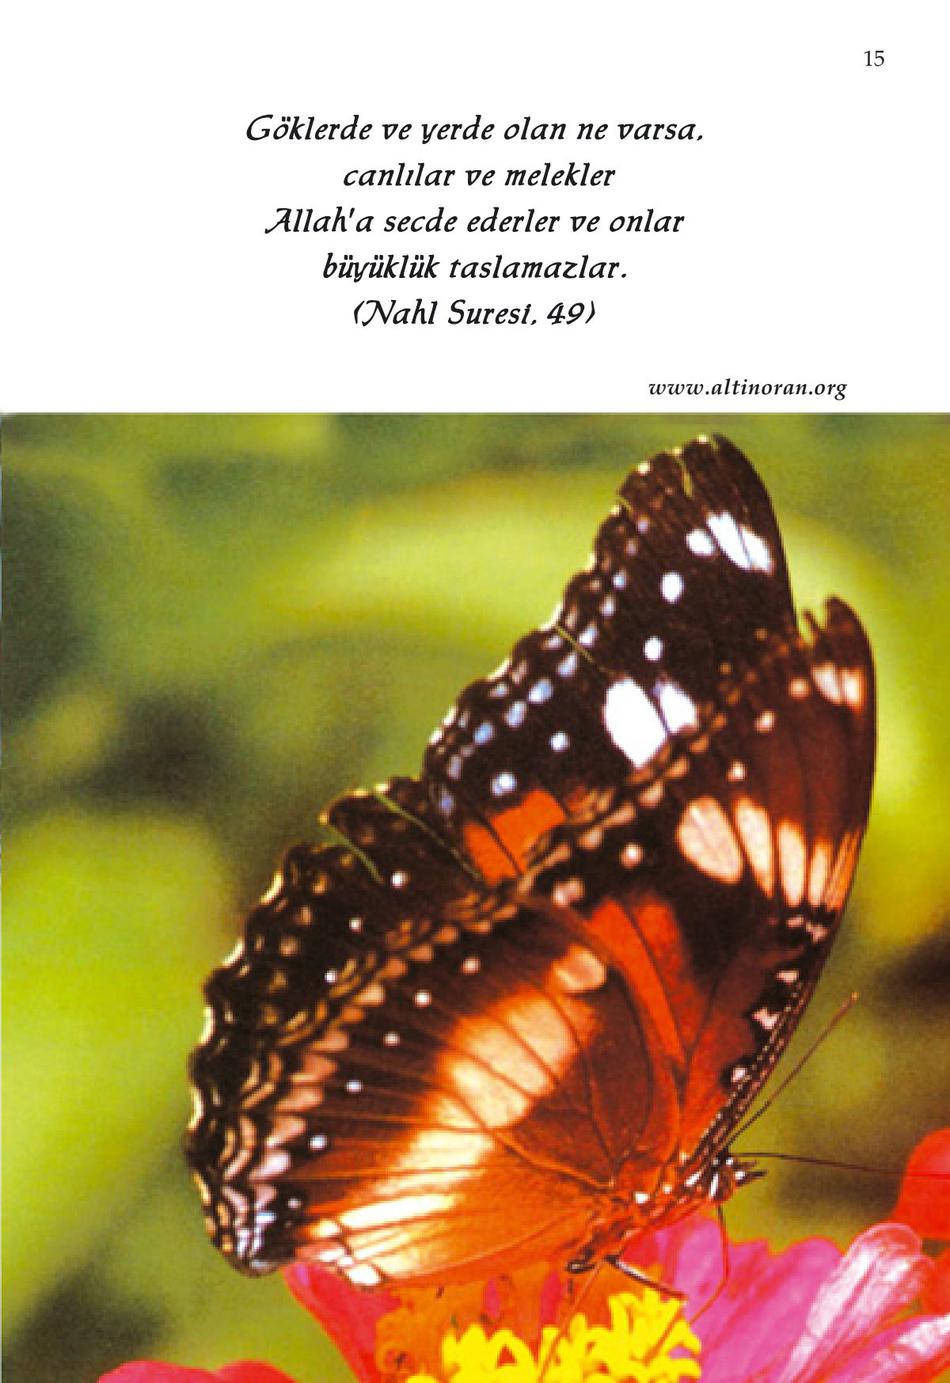 15
Göklerde ve yerde olan ne varsa,
canlılar ve melekler
Allah'a secde ederler ve onlar
büyüklük taslamazlar.
(Nahl Suresi, 49)
www.altinoran.org